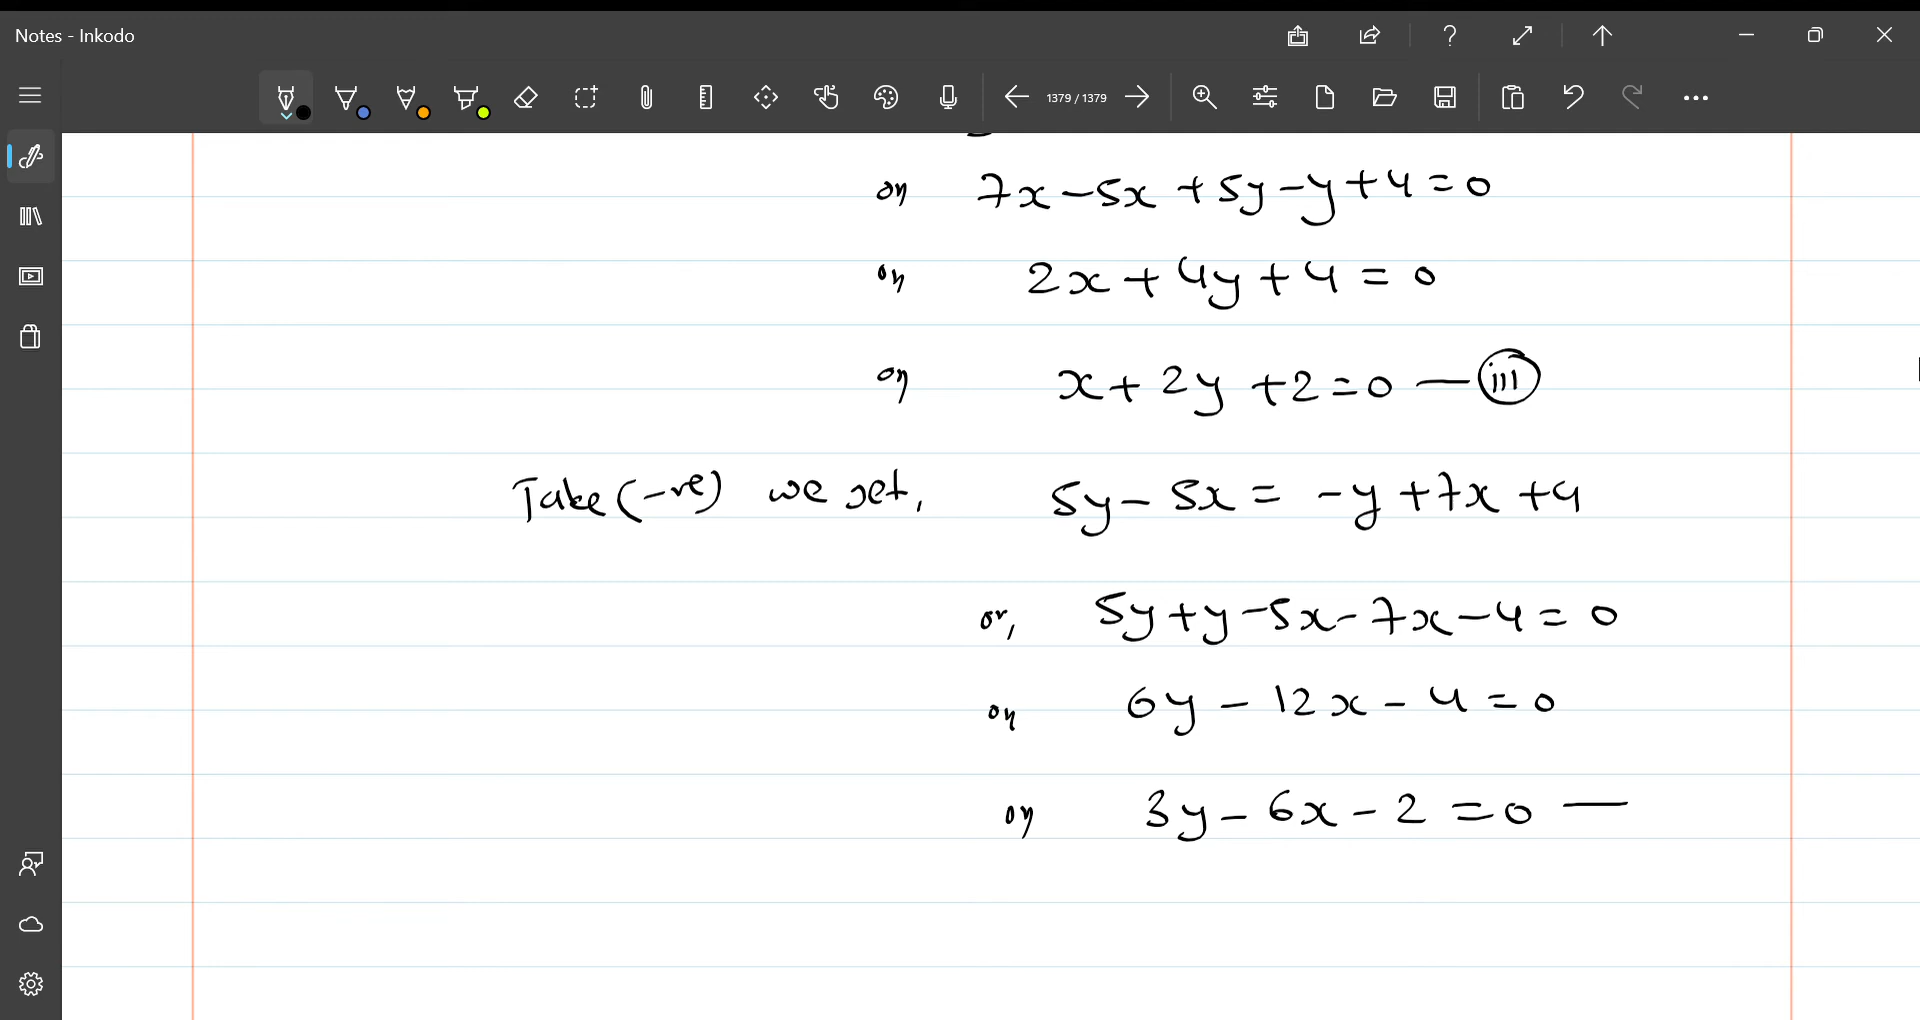 Notes - Inkodo
1379 / 1379
or 7x - 5x + 5y - y + 4 = 0
or 2x + 4y + 4 = 0
or x + 2y + 2 = 0 — (iii)
Take (-ve) we get, 5y - 5x = -y + 7x + 4
or, 5y + y - 5x - 7x - 4 = 0
or 6y - 12x - 4 = 0
or 3y - 6x - 2 = 0 —